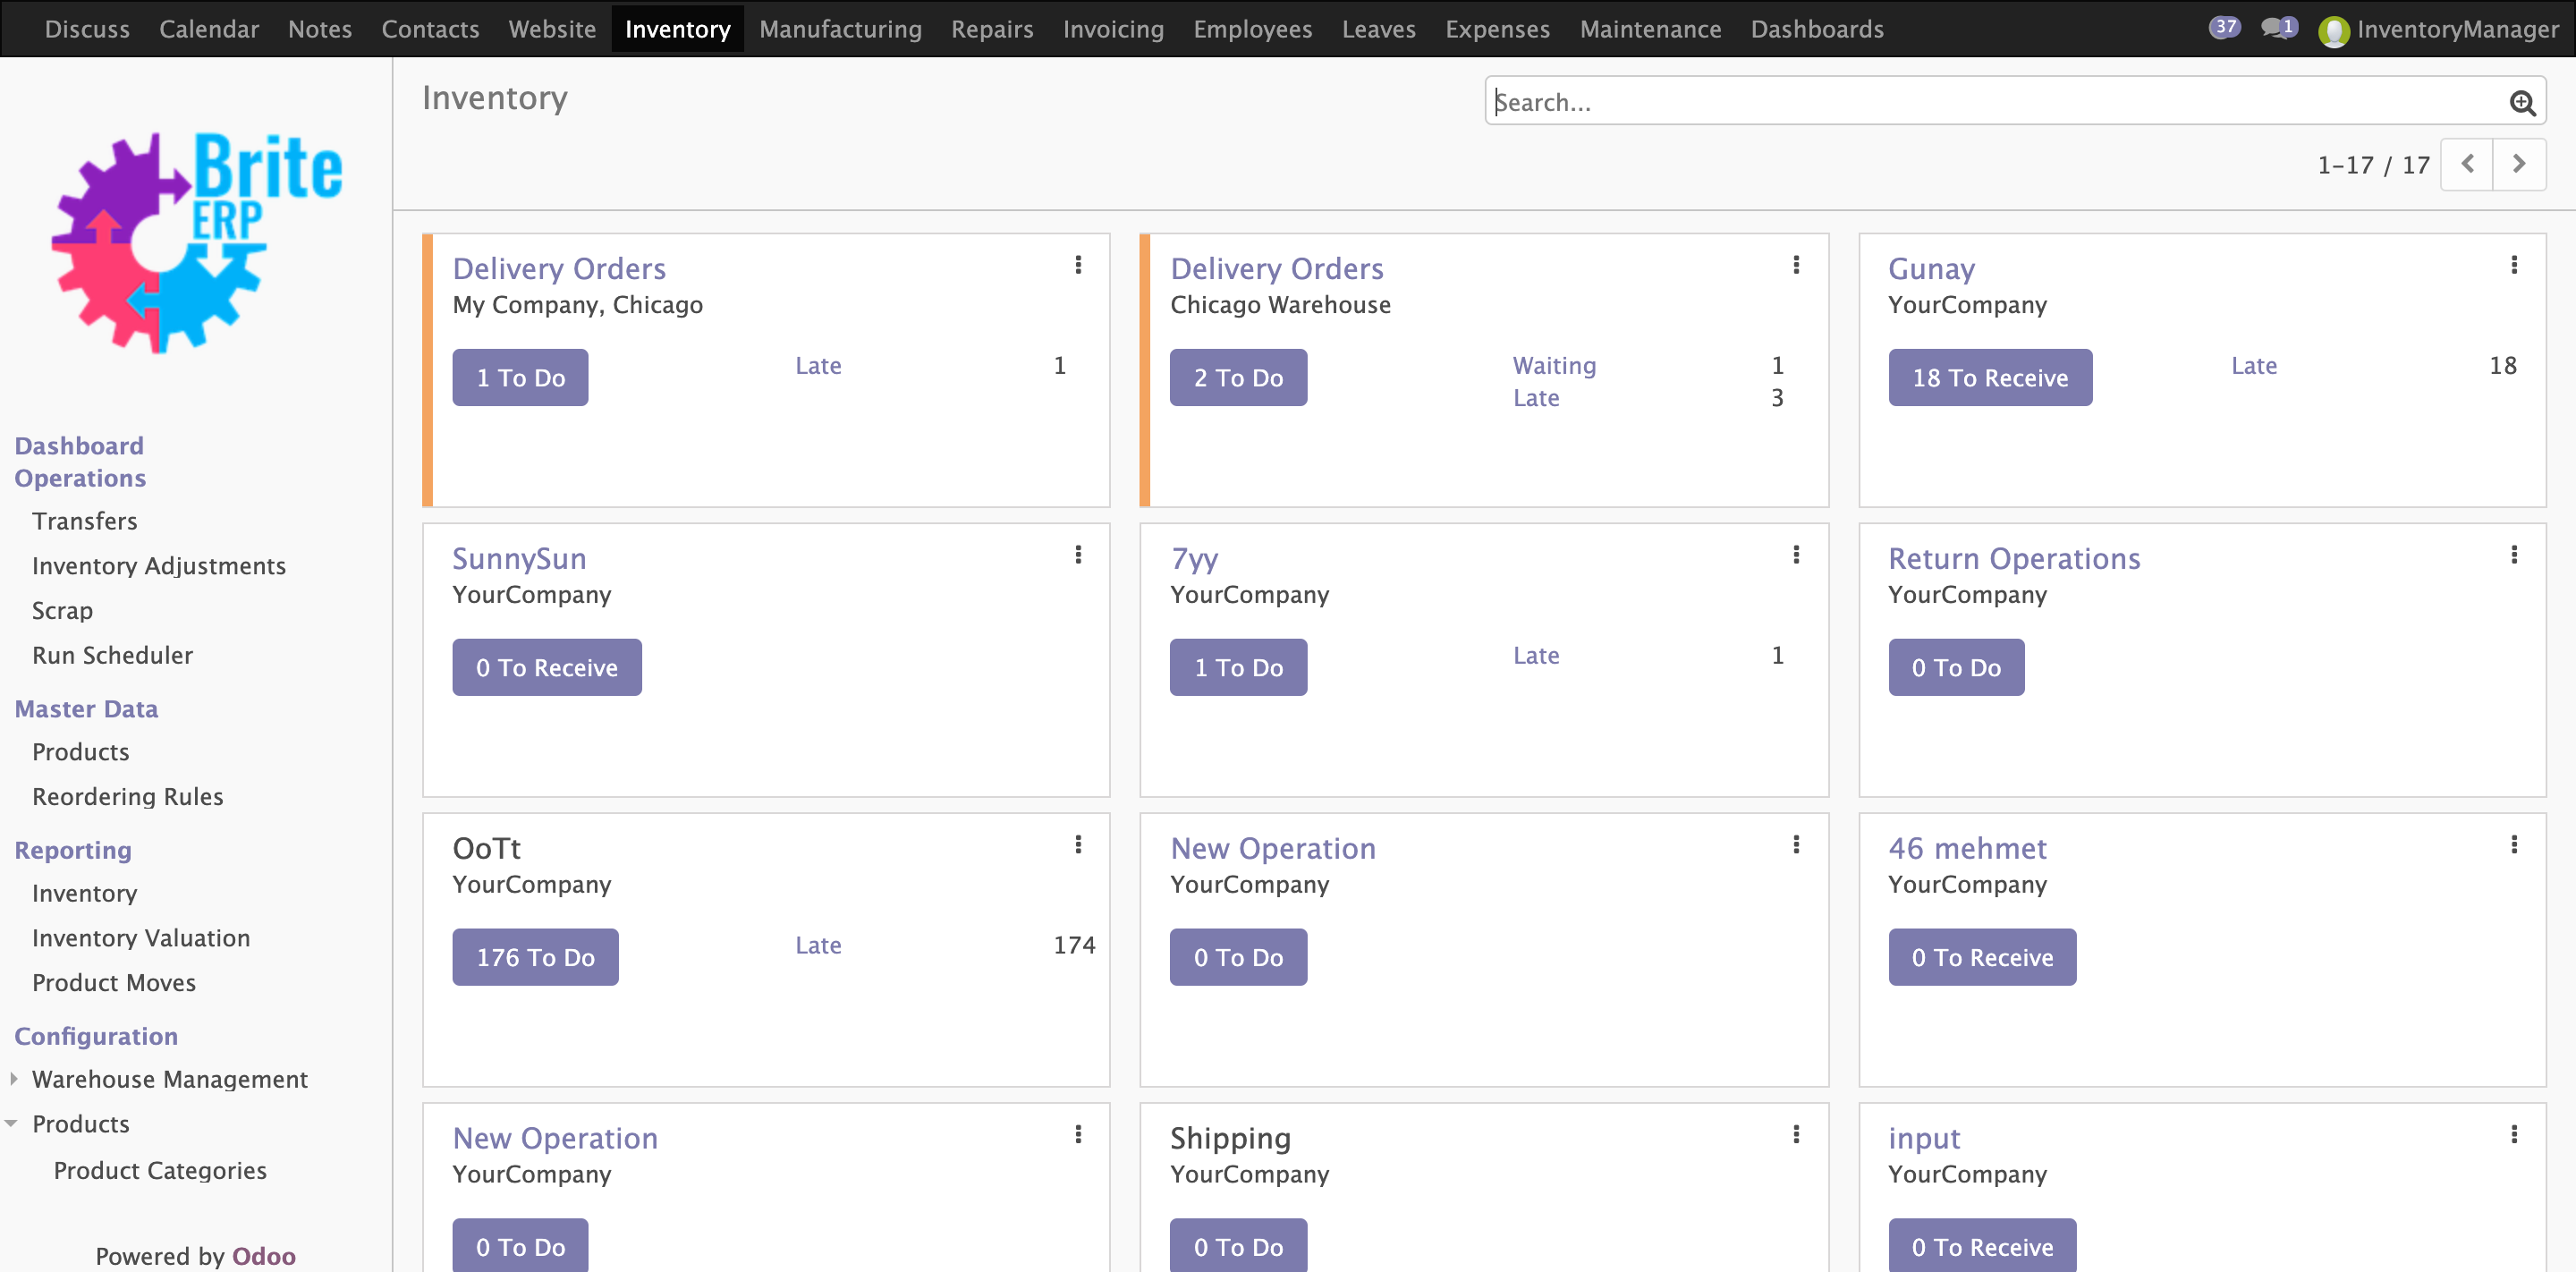 Discuss Calendar Notes Contacts Website Inventory Manufacturing Repairs Invoicing Employees Leaves Expenses Maintenance Dashboards 37 1 InventoryManager
Brite
ERP
Dashboard
Operations
Transfers
Inventory Adjustments
Scrap
Run Scheduler
Master Data
Products
Reordering Rules
Reporting
Inventory
Inventory Valuation
Product Moves
Configuration
Warehouse Management
Products
Product Categories
Powered by Odoo
Inventory
Search...
1-17 / 17
Delivery Orders
My Company, Chicago
1 To Do Late 1
Delivery Orders
Chicago Warehouse
2 To Do Waiting 1
Late 3
Gunay
YourCompany
18 To Receive Late 18
SunnySun
YourCompany
0 To Receive
7yy
YourCompany
1 To Do Late 1
Return Operations
YourCompany
0 To Do
OoTt
YourCompany
176 To Do Late 174
New Operation
YourCompany
0 To Do
46 mehmet
YourCompany
0 To Receive
New Operation
YourCompany
0 To Do
Shipping
YourCompany
0 To Do
input
YourCompany
0 To Receive